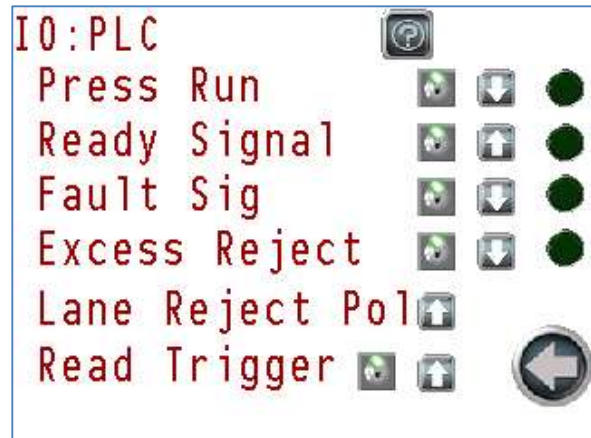 IO:PLC ?
Press Run
Ready Signal
Fault Sig
Excess Reject
Lane Reject Pol
Read Trigger